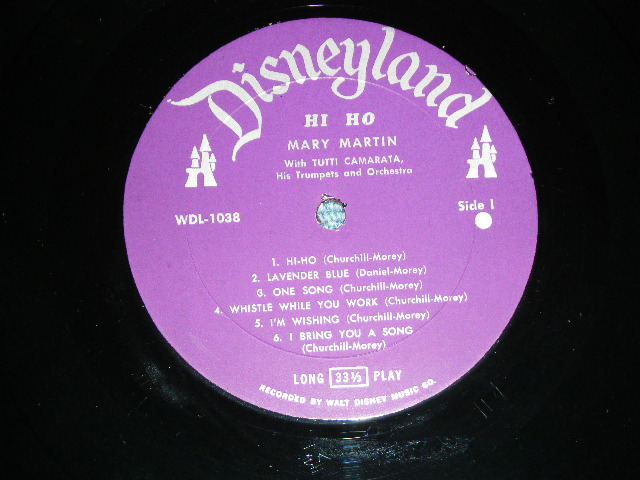 Disneyland
HI HO
MARY MARTIN
With TUTTI CAMARATA,
His Trumpets and Orchestra
WDL-1038
Side 1
1. HI-HO (Churchill-Morey)
2. LAVENDER BLUE (Daniel-Morey)
3. ONE SONG (Churchill-Morey)
4. WHISTLE WHILE YOU WORK (Churchill-Morey)
5. I'M WISHING (Churchill-Morey)
6. I BRING YOU A SONG
(Churchill-Morey)
LONG 33⅓ PLAY
RECORDED BY WALT DISNEY MUSIC CO.